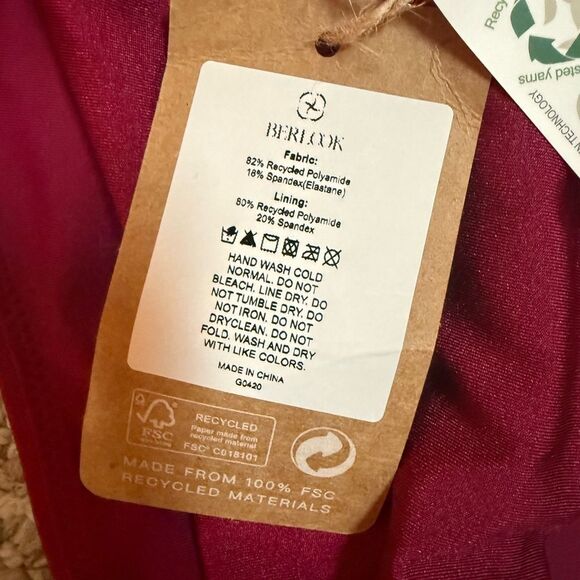 BERLOOK
Fabric:
82% Recycled Polyamide
18% Spandex(Elastane)
Lining:
80% Recycled Polyamide
20% Spandex
HAND WASH COLD
NORMAL. DO NOT
BLEACH. LINE DRY. DO
NOT TUMBLE DRY. DO
NOT IRON. DO NOT
DRYCLEAN. DO NOT
FOLD. WASH AND DRY
WITH LIKE COLORS.
MADE IN CHINA
G0420
RECYCLED
Paper made from
recycled material
FSC® C018101
FSC
MADE FROM 100% FSC
RECYCLED MATERIALS
TECHNOLOGY
yarns